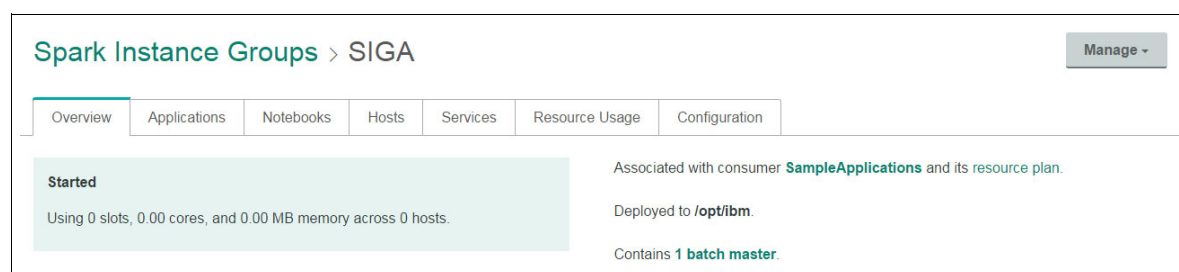 Spark Instance Groups > SIGA
Manage
Overview
Applications
Notebooks
Hosts
Services
Resource Usage
Configuration
Started
Using 0 slots, 0.00 cores, and 0.00 MB memory across 0 hosts.
Associated with consumer SampleApplications and its resource plan.
Deployed to /opt/ibm.
Contains 1 batch master.